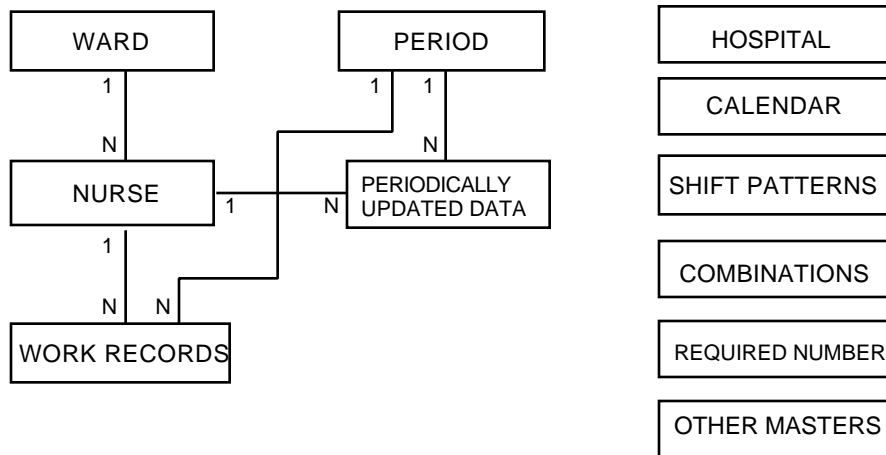 WARD
PERIOD
HOSPITAL
1
1
1
CALENDAR
N
N
NURSE
PERIODICALLY
UPDATED DATA
SHIFT PATTERNS
1
N
1
COMBINATIONS
N
N
WORK RECORDS
REQUIRED NUMBER
OTHER MASTERS